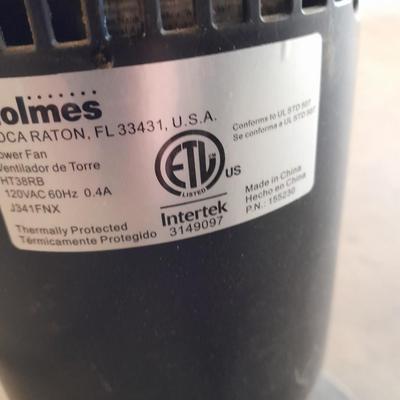 olmes
OCA RATON, FL 33431, U.S.A.
ower Fan
entilador de Torre
HT38RB
120VAC 60Hz 0.4A
J341FNX
Thermally Protected
Térmicamente Protegido
ETL
LISTED
US
Intertek
3149097
Conforms to UL STD 507
Se conforma a UL STD 507
Made in China
Hecho en China
P.N.: 155230